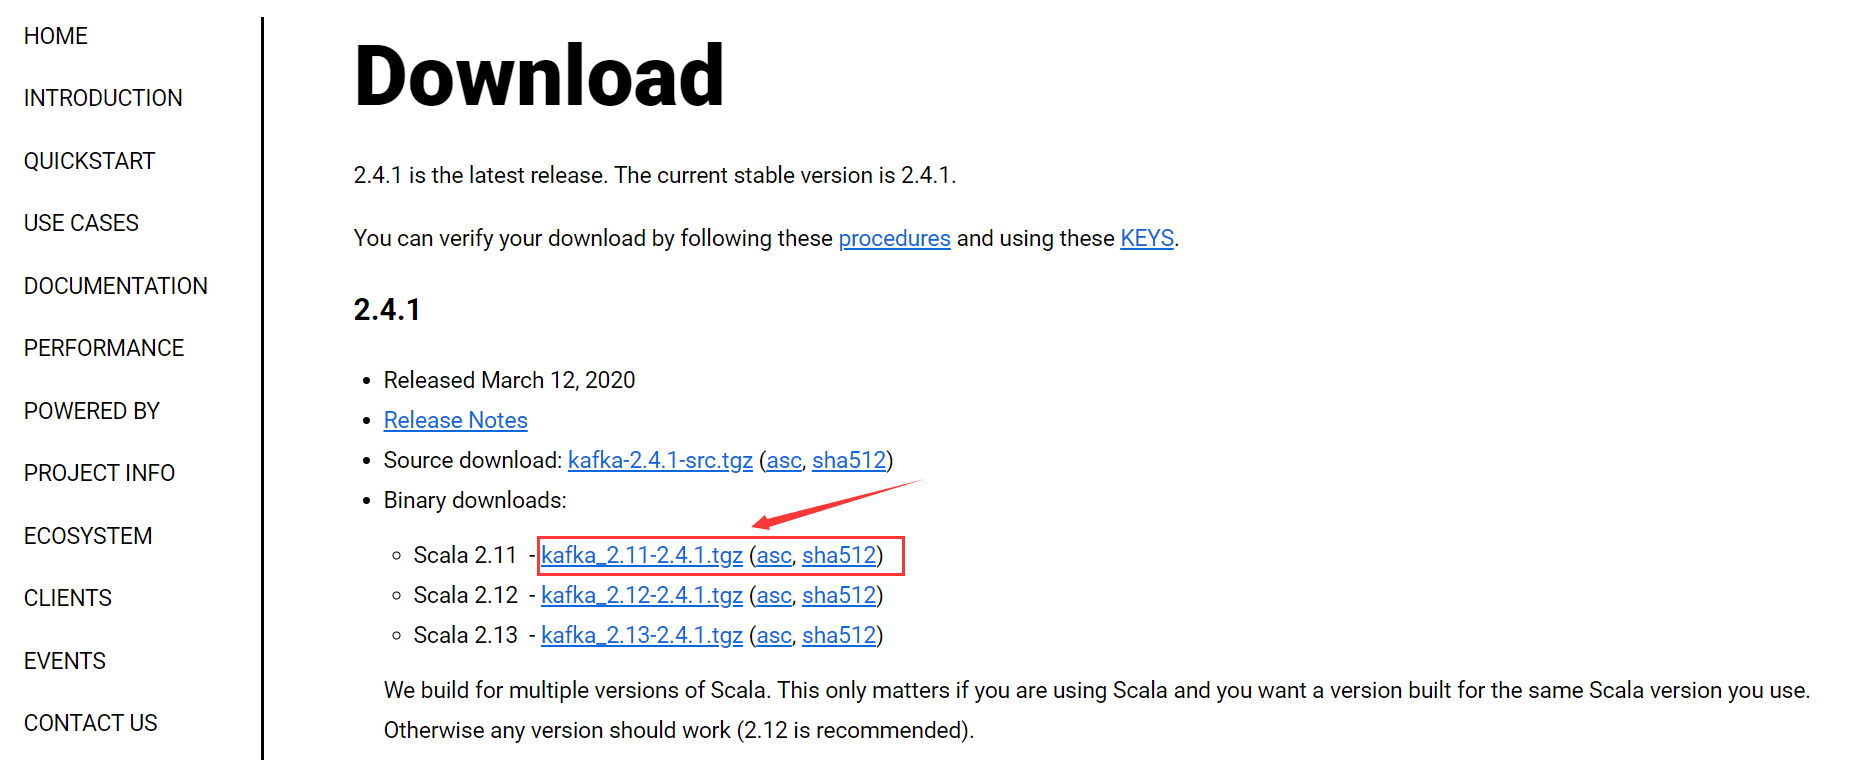 HOME
INTRODUCTION
QUICKSTART
USE CASES
DOCUMENTATION
PERFORMANCE
POWERED BY
PROJECT INFO
ECOSYSTEM
CLIENTS
EVENTS
CONTACT US
Download
2.4.1 is the latest release. The current stable version is 2.4.1.
You can verify your download by following these procedures and using these KEYS.
2.4.1
• Released March 12, 2020
• Release Notes
• Source download: kafka-2.4.1-src.tgz (asc, sha512)
• Binary downloads:
◦ Scala 2.11 - kafka_2.11-2.4.1.tgz (asc, sha512)
◦ Scala 2.12 - kafka_2.12-2.4.1.tgz (asc, sha512)
◦ Scala 2.13 - kafka_2.13-2.4.1.tgz (asc, sha512)
We build for multiple versions of Scala. This only matters if you are using Scala and you want a version built for the same Scala version you use.
Otherwise any version should work (2.12 is recommended).